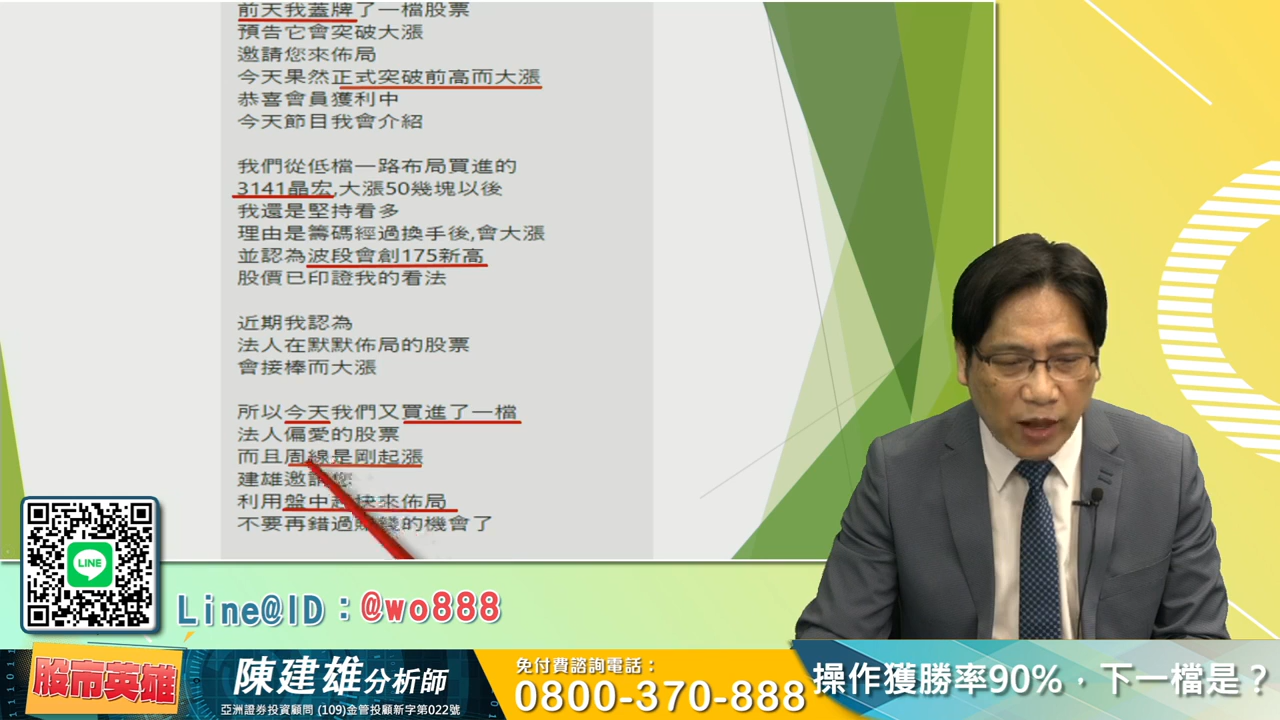 前天我蓋牌了一檔股票
預告它會突破大漲
邀請您來佈局
今天果然正式突破前高而大漲
恭喜會員獲利中
今天節目我會介紹
我們從低檔一路布局買進的
3141晶宏,大漲50幾塊以後
我還是堅持看多
理由是籌碼經過換手後,會大漲
並認為波段會創175新高
股價已印證我的看法
近期我認為
法人在默默佈局的股票
會接棒而大漲
所以今天我們又買進了一檔
法人偏愛的股票
而且周線是剛起漲
建雄邀請您
利用盤中趕快來佈局
不要再錯過賺錢的機會了
LINE
Line@ID：@wo888
股市英雄
陳建雄分析師
亞洲證券投資顧問 (109)金管投顧新字第022號
免付費諮詢電話：
0800-370-888
操作獲勝率90%，下一檔是？